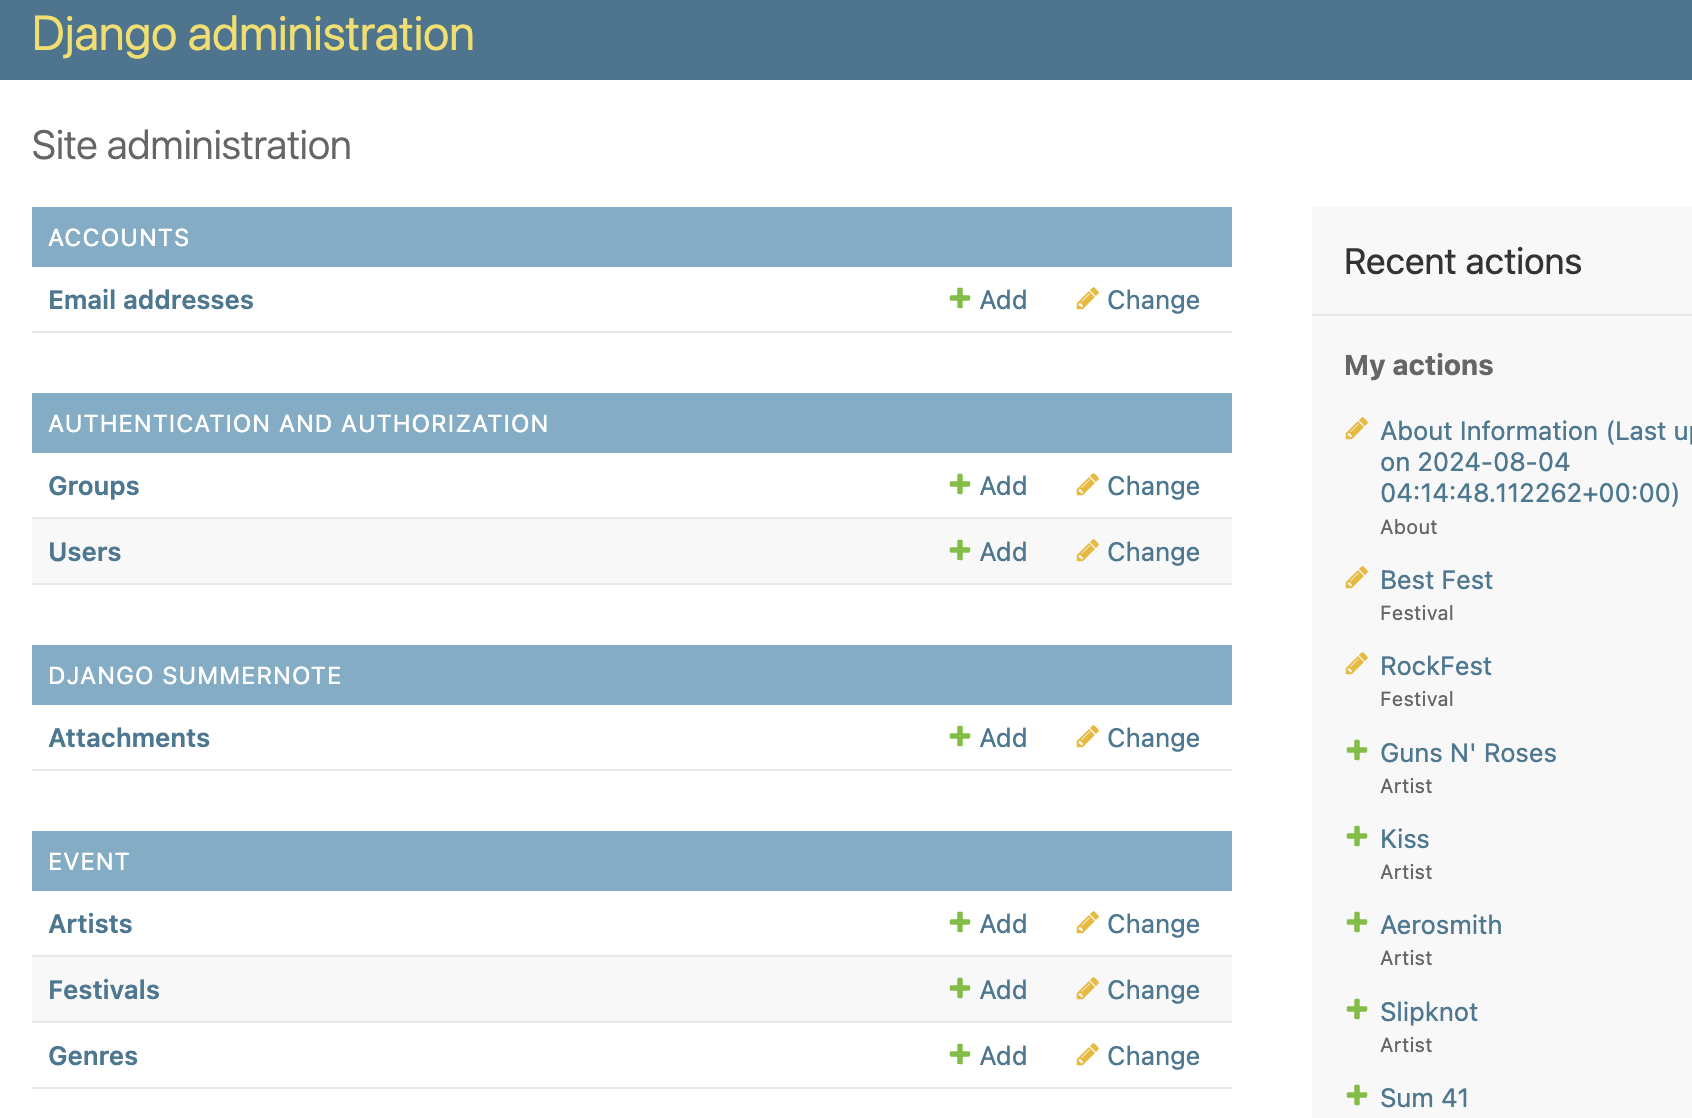 Django administration
Site administration
ACCOUNTS
Email addresses Add Change
AUTHENTICATION AND AUTHORIZATION
Groups Add Change
Users Add Change
DJANGO SUMMERNOTE
Attachments Add Change
EVENT
Artists Add Change
Festivals Add Change
Genres Add Change
Recent actions
My actions
About Information (Last
on 2024-08-04
04:14:48.112262+00:00)
About
Best Fest
Festival
RockFest
Festival
Guns N' Roses
Artist
Kiss
Artist
Aerosmith
Artist
Slipknot
Artist
Sum 41